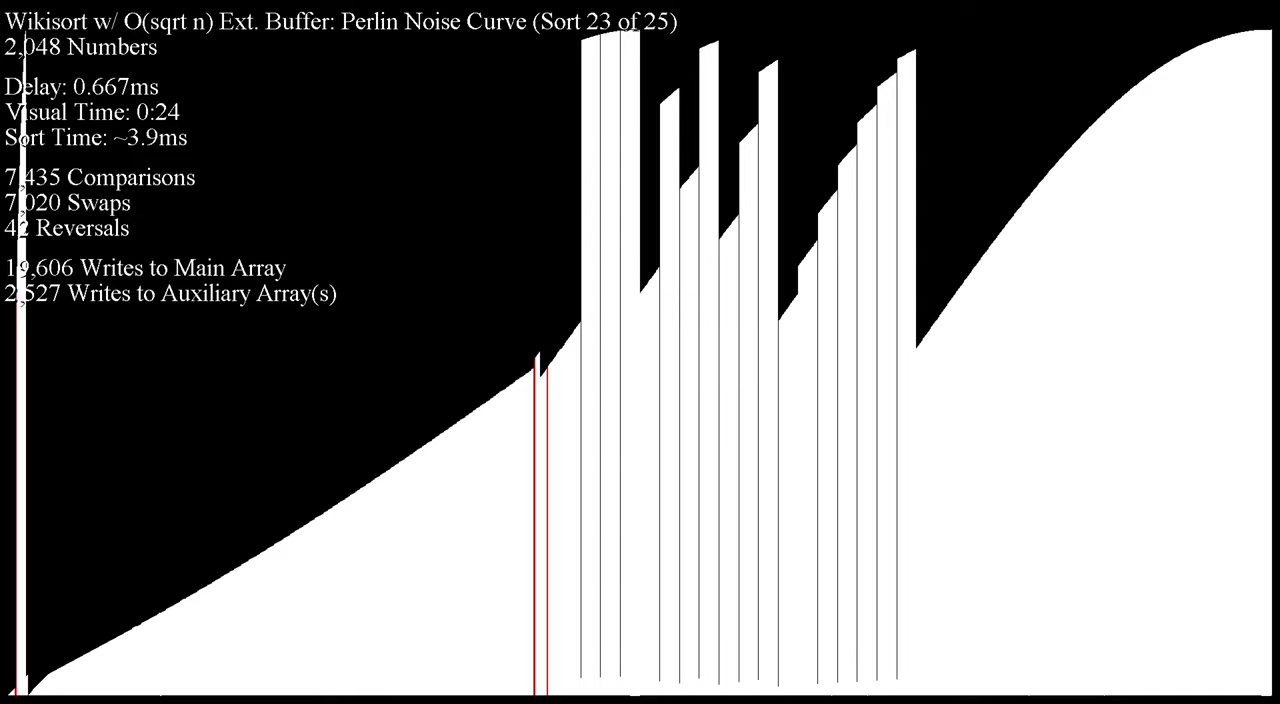 Wikisort w/ O(sqrt n) Ext. Buffer: Perlin Noise Curve (Sort 23 of 25)
2,048 Numbers
Delay: 0.667ms
Visual Time: 0:24
Sort Time: ~3.9ms
7,435 Comparisons
7,020 Swaps
42 Reversals
19,606 Writes to Main Array
2,527 Writes to Auxiliary Array(s)